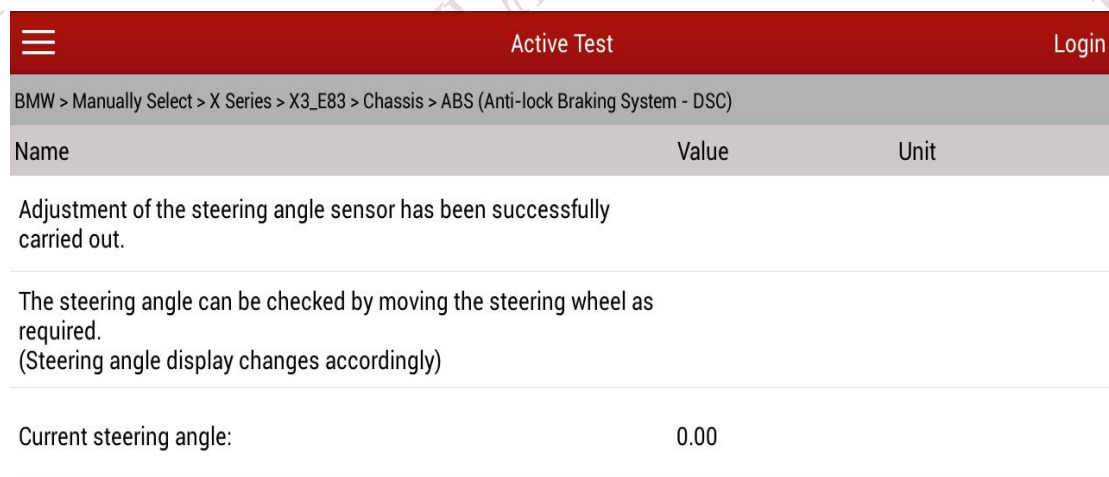 Active Test
Login
BMW > Manually Select > X Series > X3_E83 > Chassis > ABS (Anti-lock Braking System - DSC)
Name Value Unit
Adjustment of the steering angle sensor has been successfully
carried out.
The steering angle can be checked by moving the steering wheel as
required.
(Steering angle display changes accordingly)
Current steering angle: 0.00